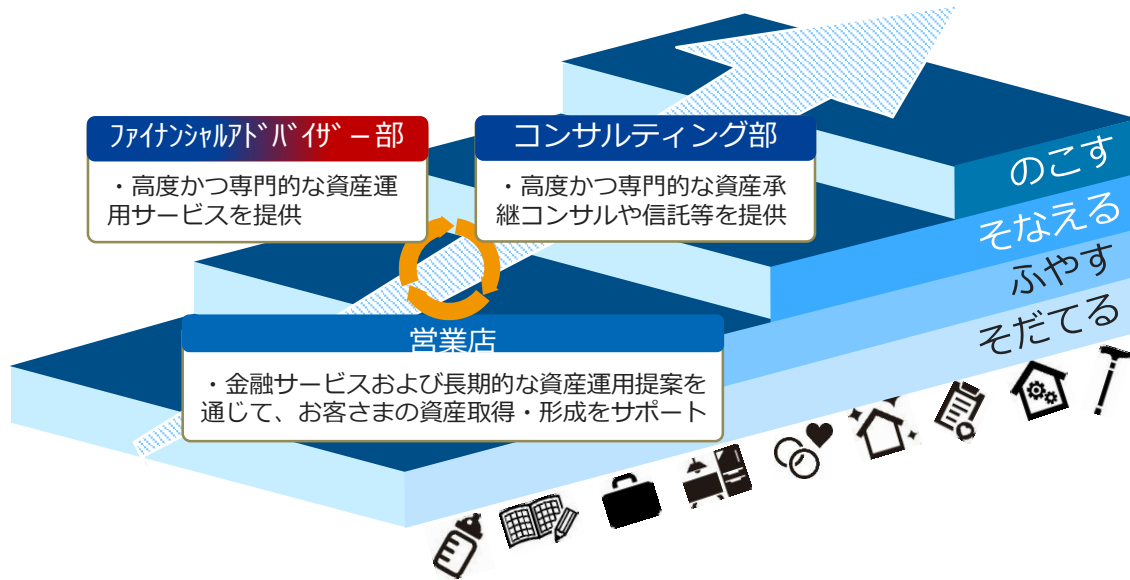 ﾌｧｲﾅﾝｼｬﾙｱﾄﾞﾊﾞｲｻﾞｰ部
・高度かつ専門的な資産運
用サービスを提供
コンサルティング部
・高度かつ専門的な資産承
継コンサルや信託等を提供
営業店
・金融サービスおよび長期的な資産運用提案を
通じて、お客さまの資産取得・形成をサポート
のこす
そなえる
ふやす
そだてる